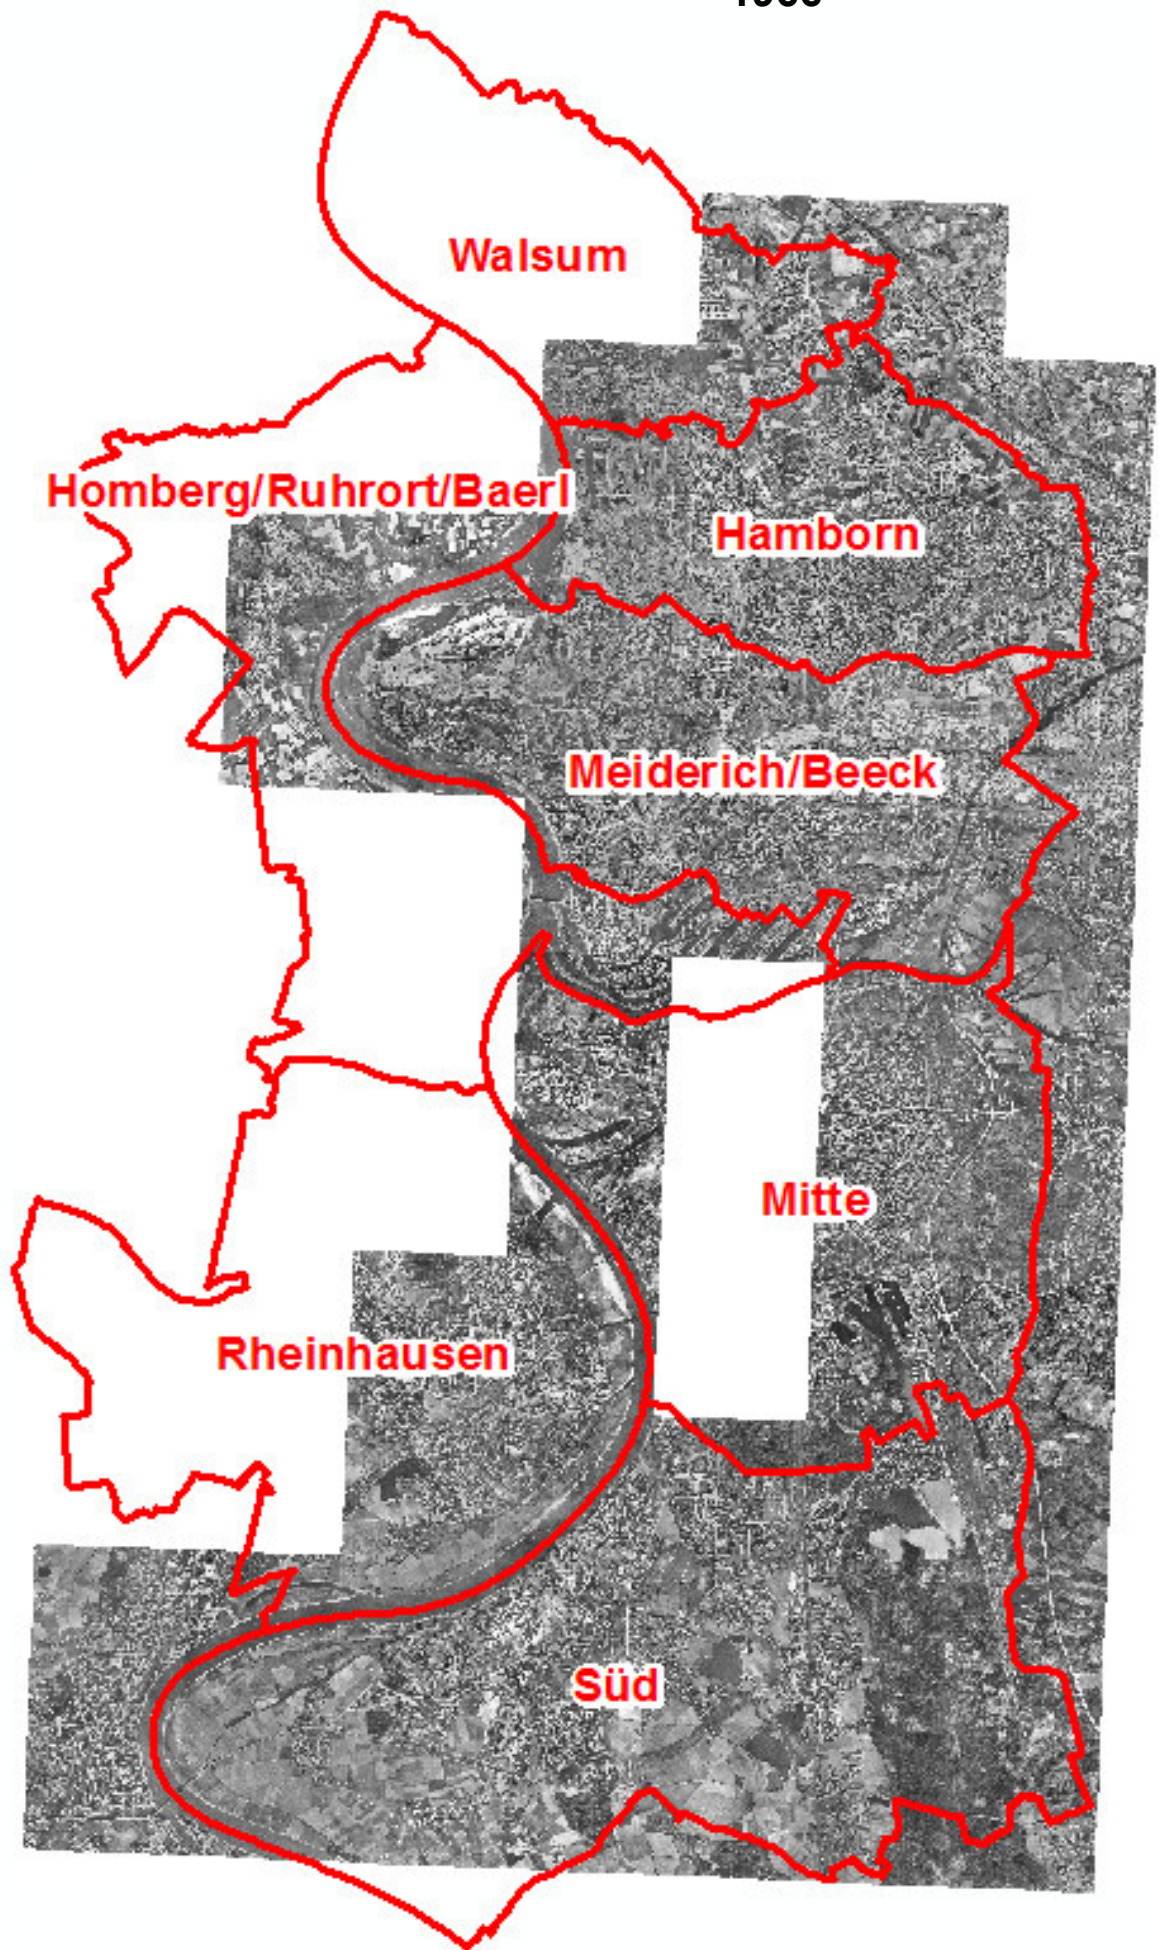 Walsum
Homberg/Ruhrort/Baerl
Hamborn
Meiderich/Beeck
Mitte
Rheinhausen
Süd